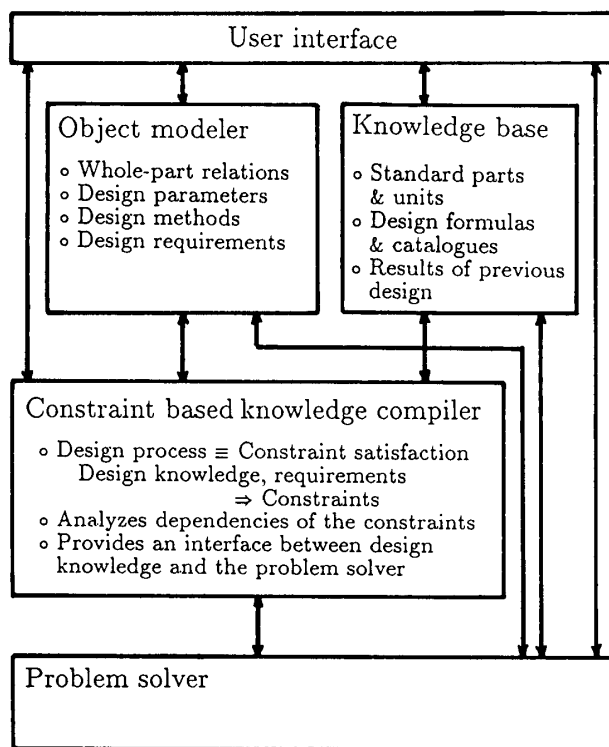 User interface
Object modeler
∘ Whole-part relations
∘ Design parameters
∘ Design methods
∘ Design requirements
Knowledge base
∘ Standard parts
& units
∘ Design formulas
& catalogues
∘ Results of previous
design
Constraint based knowledge compiler
∘ Design process ≡ Constraint satisfaction
Design knowledge, requirements
⇒ Constraints
∘ Analyzes dependencies of the constraints
∘ Provides an interface between design
knowledge and the problem solver
Problem solver